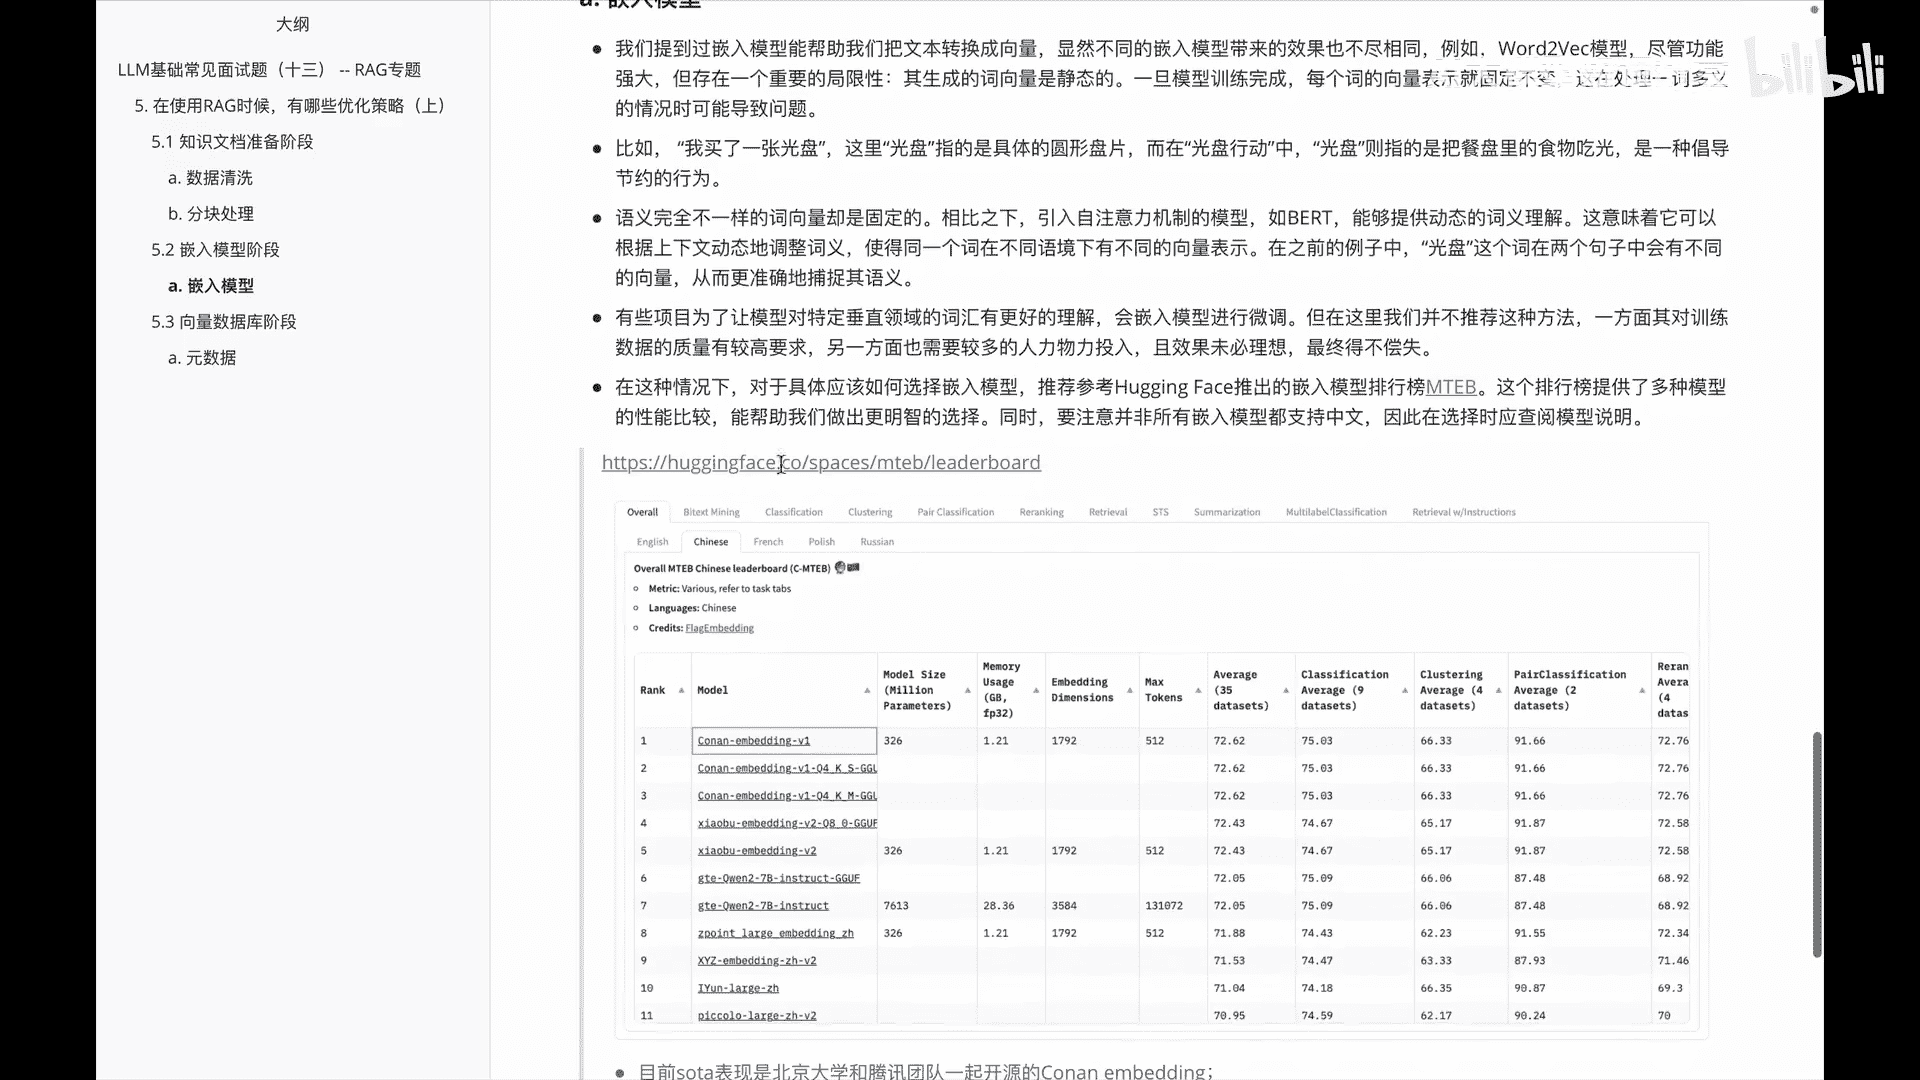 大纲
LLM基础常见面试题（十三） -- RAG专题
5. 在使用RAG时候，有哪些优化策略（上）
5.1 知识文档准备阶段
a. 数据清洗
b. 分块处理
5.2 嵌入模型阶段
a. 嵌入模型
5.3 向量数据库阶段
a. 元数据
a. 嵌入模型
我们提到过嵌入模型能帮助我们把文本转换成向量，显然不同的嵌入模型带来的效果也不尽相同，例如，Word2Vec模型，尽管功能
强大，但存在一个重要的局限性：其生成的词向量是静态的。一旦模型训练完成，每个词的向量表示就固定不变，这在处理一词多义
的情况时可能导致问题。
比如， “我买了一张光盘”，这里“光盘”指的是具体的圆形盘片，而在“光盘行动”中，“光盘”则指的是把餐盘里的食物吃光，是一种倡导
节约的行为。
语义完全不一样的词向量却是固定的。相比之下，引入自注意力机制的模型，如BERT，能够提供动态的词义理解。这意味着它可以
根据上下文动态地调整词义，使得同一个词在不同语境下有不同的向量表示。在之前的例子中，“光盘”这个词在两个句子中会有不同
的向量，从而更准确地捕捉其语义。
有些项目为了让模型对特定垂直领域的词汇有更好的理解，会嵌入模型进行微调。但在这里我们并不推荐这种方法，一方面其对训练
数据的质量有较高要求，另一方面也需要较多的人力物力投入，且效果未必理想，最终得不偿失。
在这种情况下，对于具体应该如何选择嵌入模型，推荐参考Hugging Face推出的嵌入模型排行榜MTEB。这个排行榜提供了多种模型
的性能比较，能帮助我们做出更明智的选择。同时，要注意并非所有嵌入模型都支持中文，因此在选择时应查阅模型说明。
https://huggingface.co/spaces/mteb/leaderboard
Overall Bitext Mining Classification Clustering Pair Classification Reranking Retrieval STS Summarization MultilabelClassification Retrieval w/Instructions
English Chinese French Polish Russian
Overall MTEB Chinese leaderboard (C-MTEB)
Metric: Various, refer to task tabs
Languages: Chinese
Credits: FlagEmbedding
Rank Model Model Size (Million Parameters) Memory Usage (GB, fp32) Embedding Dimensions Max Tokens Average (35 datasets) Classification Average (9 datasets) Clustering Average (4 datasets) PairClassification Average (2 datasets) Reran Avera (4 datas
1 Conan-embedding-v1 326 1.21 1792 512 72.62 75.03 66.33 91.66 72.76
2 Conan-embedding-v1-Q4_K_S-GGU 72.62 75.03 66.33 91.66 72.76
3 Conan-embedding-v1-Q4_K_M-GGU 72.62 75.03 66.33 91.66 72.76
4 xiaobu-embedding-v2-Q8_0-GGUF 72.43 74.67 65.17 91.87 72.58
5 xiaobu-embedding-v2 326 1.21 1792 512 72.43 74.67 65.17 91.87 72.58
6 gte-Qwen2-7B-instruct-GGUF 72.05 75.09 66.06 87.48 68.92
7 gte-Qwen2-7B-instruct 7613 28.36 3584 131072 72.05 75.09 66.06 87.48 68.92
8 zpoint_large_embedding_zh 326 1.21 1792 512 71.88 74.43 62.23 91.55 72.34
9 XYZ-embedding-zh-v2 71.53 74.47 63.33 87.93 71.46
10 IYun-large-zh 71.04 74.18 66.35 90.87 69.3
11 piccolo-large-zh-v2 70.95 74.59 62.17 90.24 70
目前sota表现是北京大学和腾讯团队一起开源的Conan embedding；
bilibili